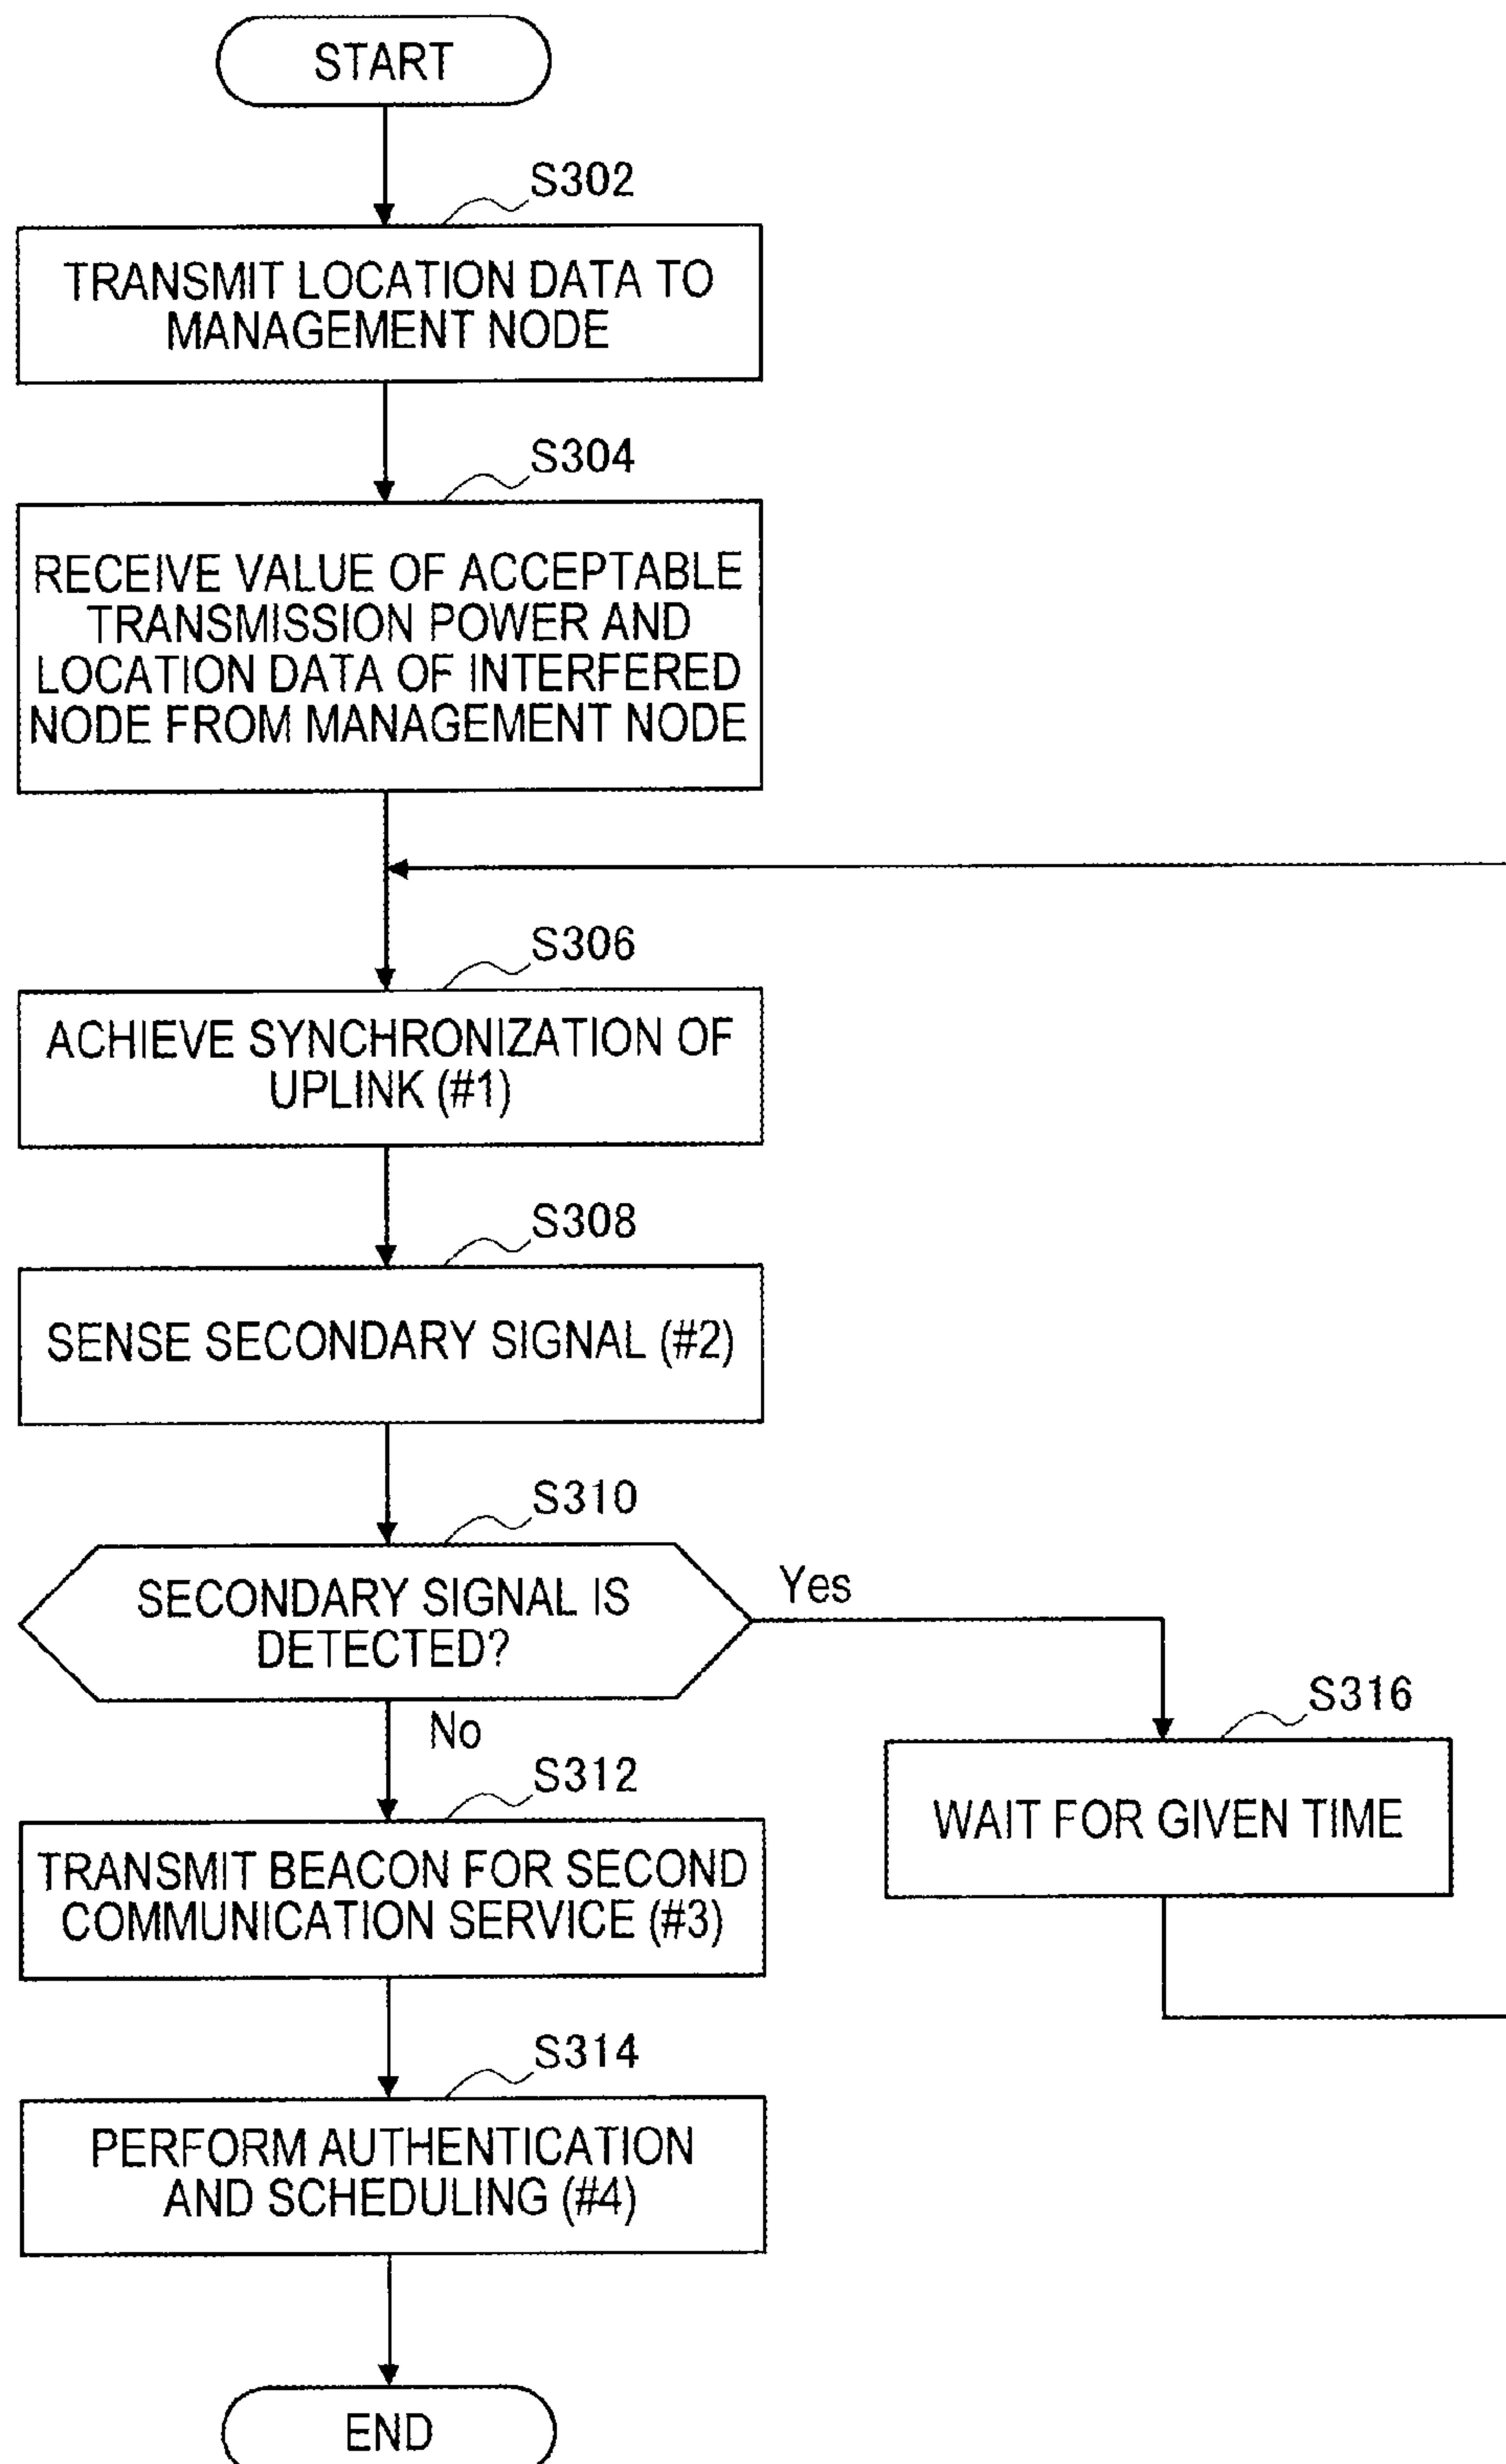 START
S302
TRANSMIT LOCATION DATA TO
MANAGEMENT NODE
S304
RECEIVE VALUE OF ACCEPTABLE
TRANSMISSION POWER AND
LOCATION DATA OF INTERFERED
NODE FROM MANAGEMENT NODE
S306
ACHIEVE SYNCHRONIZATION OF
UPLINK (#1)
S308
SENSE SECONDARY SIGNAL (#2)
S310
SECONDARY SIGNAL IS
DETECTED?
Yes
No
S316
WAIT FOR GIVEN TIME
S312
TRANSMIT BEACON FOR SECOND
COMMUNICATION SERVICE (#3)
S314
PERFORM AUTHENTICATION
AND SCHEDULING (#4)
END